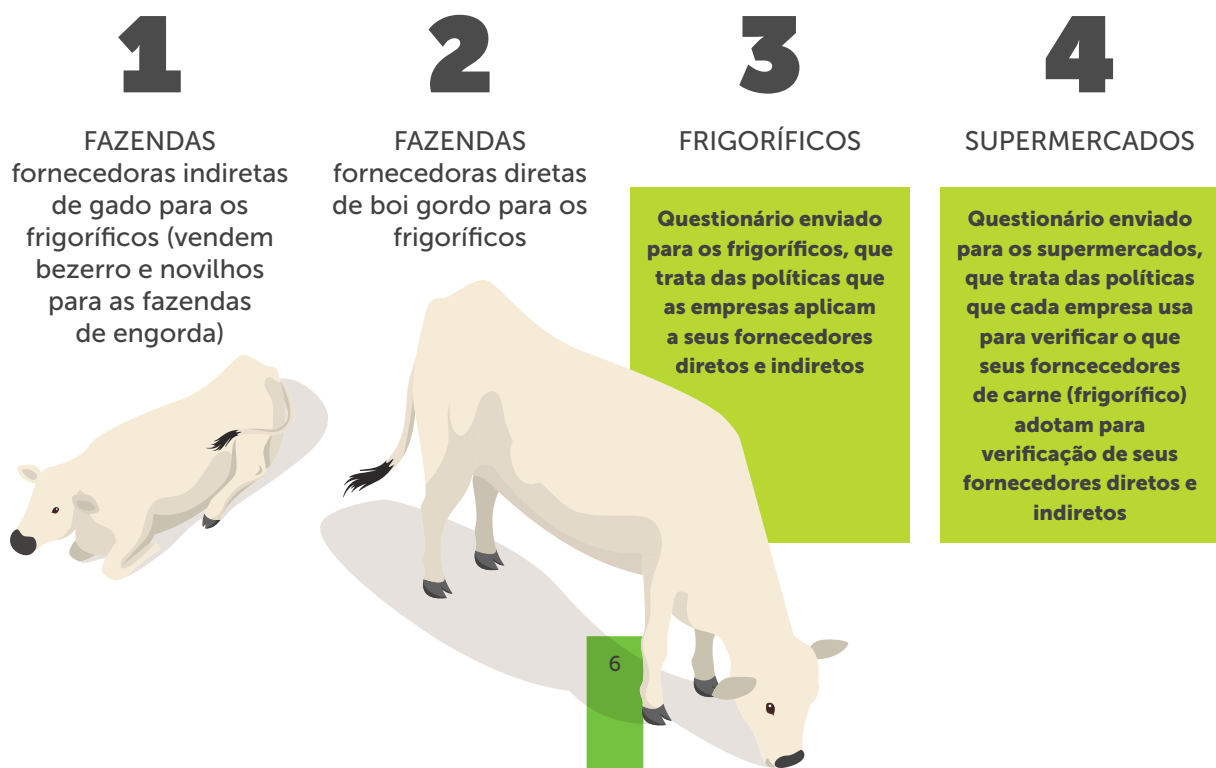 1
FAZENDAS
fornecedoras indiretas
de gado para os
frigoríficos (vendem
bezerro e novilhos
para as fazendas
de engorda)
2
FAZENDAS
fornecedoras diretas
de boi gordo para os
frigoríficos
3
FRIGORÍFICOS
Questionário enviado
para os frigoríficos, que
trata das políticas que
as empresas aplicam
a seus fornecedores
diretos e indiretos
4
SUPERMERCADOS
Questionário enviado
para os supermercados,
que trata das políticas
que cada empresa usa
para verificar o que
seus forncecedores
de carne (frigorífico)
adotam para
verificação de seus
fornecedores diretos e
indiretos
6